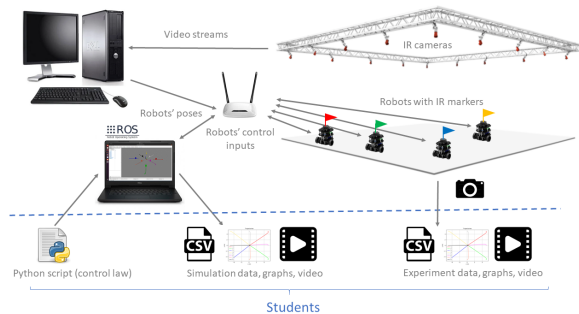 Video streams
IR cameras
Robots' poses
Robots with IR markers
Robots' control
inputs
ROS
CSV
CSV
Python script (control law)
Simulation data, graphs, video
Experiment data, graphs, video
Students